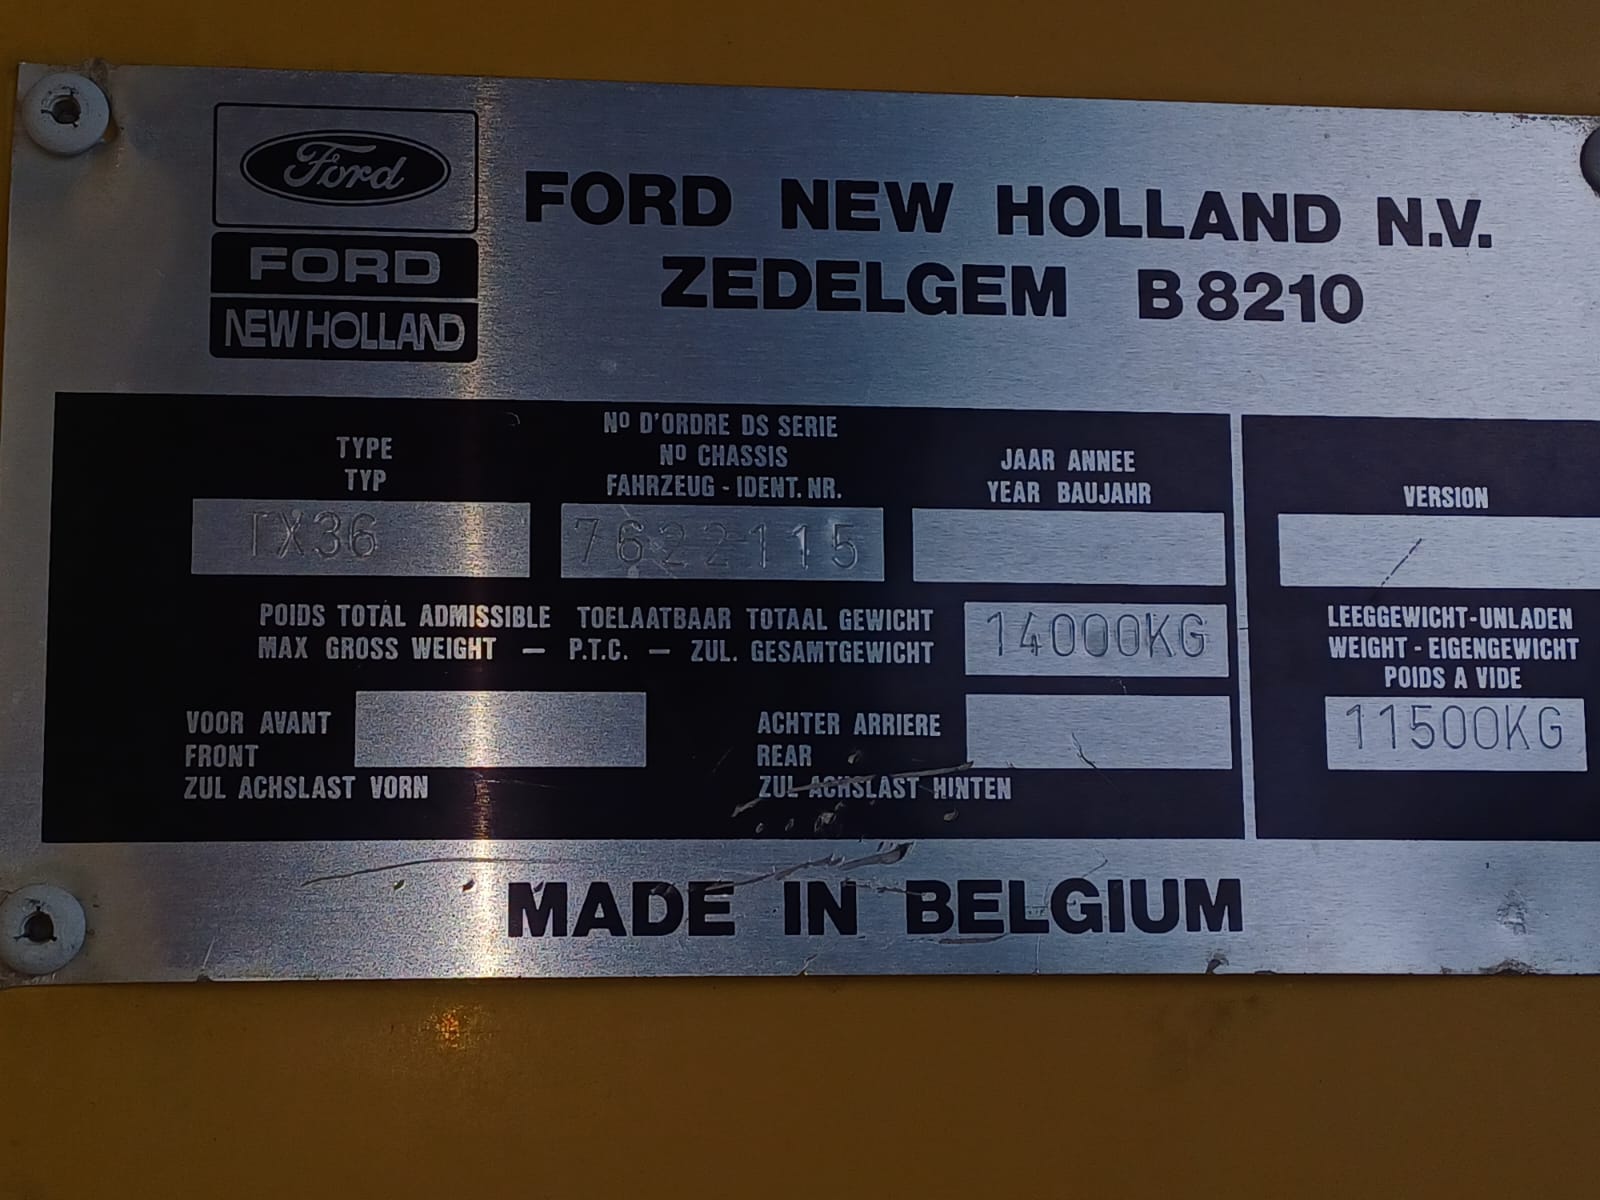 Ford
FORD
NEW HOLLAND
FORD NEW HOLLAND N.V.
ZEDELGEM B 8210
TYPE
TYP
TX36
Nº D'ORDRE DS SERIE
Nº CHASSIS
FAHRZEUG - IDENT. NR.
7622115
JAAR ANNEE
YEAR BAUJAHR
VERSION
POIDS TOTAL ADMISSIBLE TOELAATBAAR TOTAAL GEWICHT
MAX GROSS WEIGHT - P.T.C. - ZUL. GESAMTGEWICHT
14000KG
LEEGGEWICHT-UNLADEN
WEIGHT - EIGENGEWICHT
POIDS A VIDE
11500KG
VOOR AVANT
FRONT
ZUL ACHSLAST VORN
ACHTER ARRIERE
REAR
ZUL ACHSLAST HINTEN
MADE IN BELGIUM